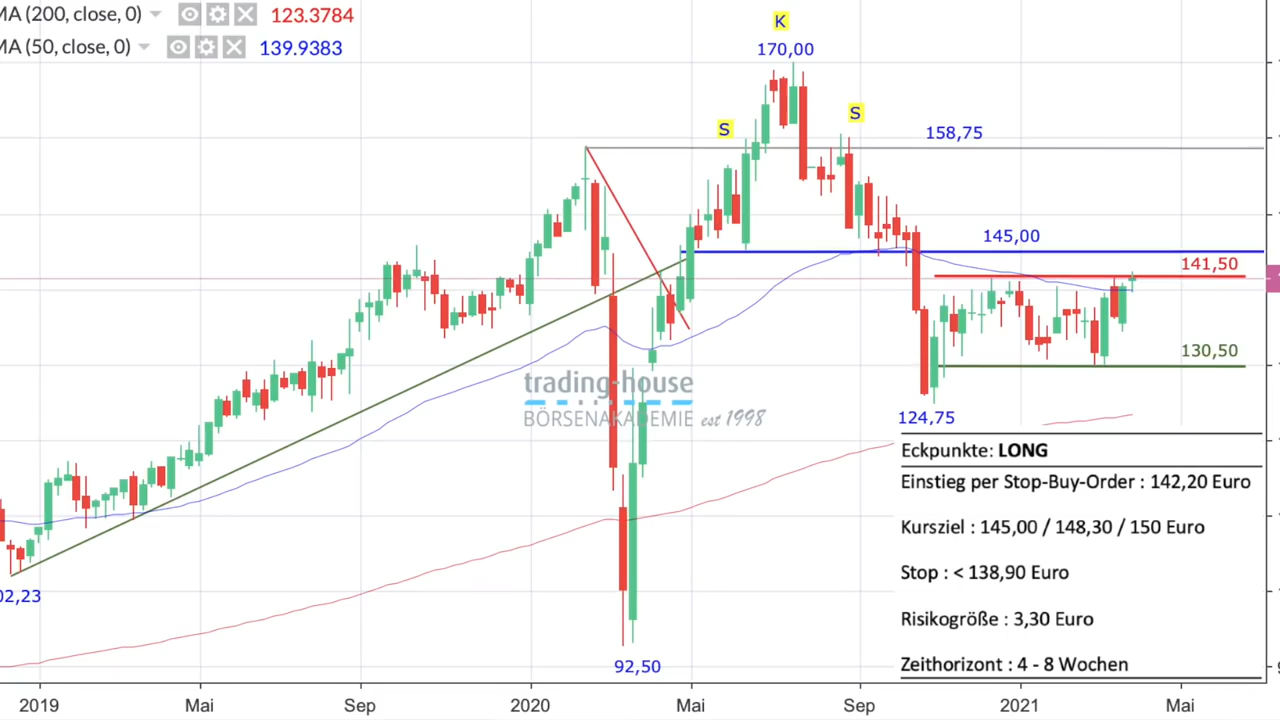 MA (200, close, 0) 123.3784
MA (50, close, 0) 139.9383
K
170,00
S
S
158,75
145,00
141,50
130,50
124,75
trading-house
BÖRSENAKADEMIE est 1998
02,23
92,50
Eckpunkte: LONG
Einstieg per Stop-Buy-Order : 142,20 Euro
Kursziel : 145,00 / 148,30 / 150 Euro
Stop : < 138,90 Euro
Risikogröße : 3,30 Euro
Zeithorizont : 4 - 8 Wochen
2019 Mai Sep 2020 Mai Sep 2021 Mai